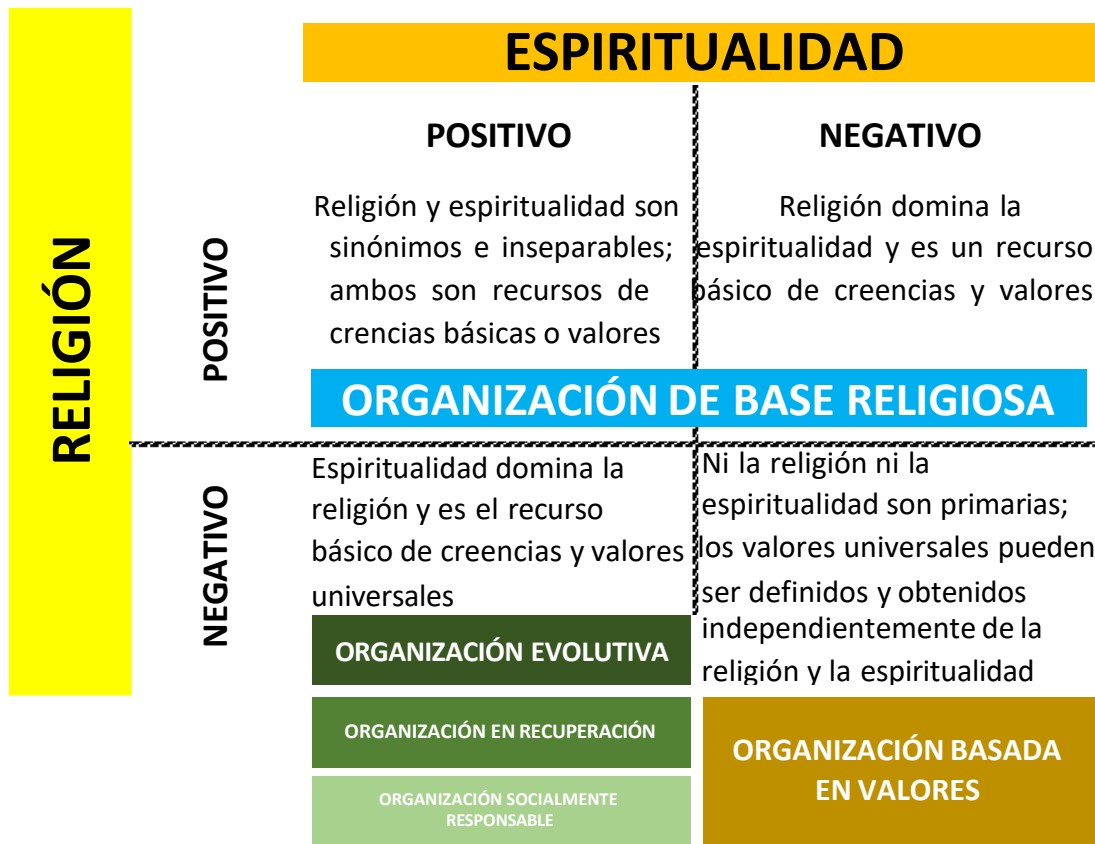 ESPIRITUALIDAD
RELIGIÓN
POSITIVO
NEGATIVO
POSITIVO
Religión y espiritualidad son
sinónimos e inseparables;
ambos son recursos de
crencias básicas o valores
Religión domina la
espiritualidad y es un recurso
básico de creencias y valores
ORGANIZACIÓN DE BASE RELIGIOSA
NEGATIVO
Espiritualidad domina la
religión y es el recurso
básico de creencias y valores
universales
ORGANIZACIÓN EVOLUTIVA
ORGANIZACIÓN EN RECUPERACIÓN
ORGANIZACIÓN SOCIALMENTE
RESPONSABLE
Ni la religión ni la
espiritualidad son primarias;
los valores universales pueden
ser definidos y obtenidos
independientemente de la
religión y la espiritualidad
ORGANIZACIÓN BASADA
EN VALORES